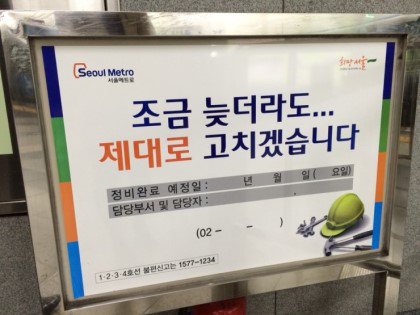 Seoul Metro
서울메트로
희망서울
조금 늦더라도...
제대로 고치겠습니다
정비완료 예정일 : 년 월 일 ( 요일)
담당부서 및 담당자 : ,
(02 - - )
1·2·3·4호선 불편신고는 1577-1234